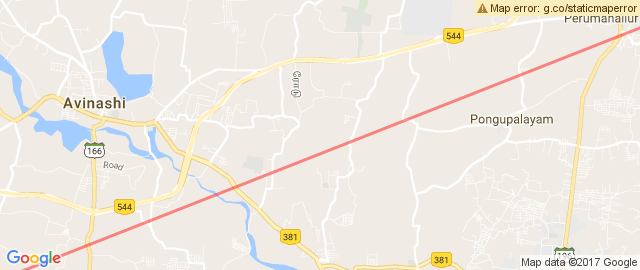 Map error: g.co/staticmaperror
Perumanallur
544
Avinashi
Pongupalayam
166
Road
544
381
381
Google
Map data ©2017 Google